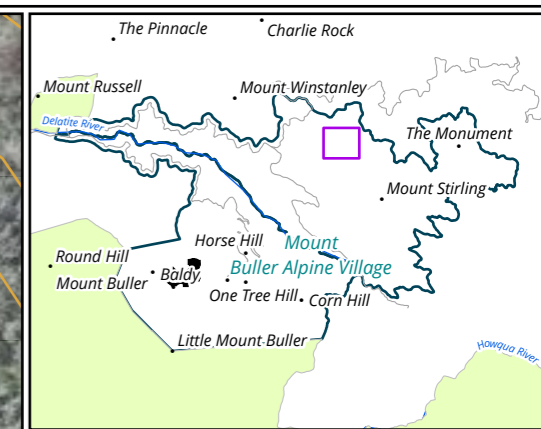 The Pinnacle
Charlie Rock
Mount Russell
Mount Winstanley
Delatite River
The Monument
Mount Stirling
Horse Hill
Mount
Buller Alpine Village
Round Hill
Mount Buller
Baldy
One Tree Hill
Corn Hill
Little Mount Buller
Howqua River